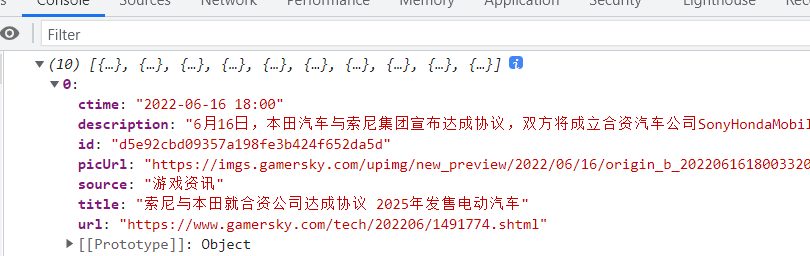 Console Sources Network Performance Memory Application Security Lighthouse Rec
Filter
(10) [{…}, {…}, {…}, {…}, {…}, {…}, {…}, {…}, {…}, {…}] i
0:
ctime: "2022-06-16 18:00"
description: "6月16日，本田汽车与索尼集团宣布达成协议，双方将成立合资汽车公司SonyHondaMobil
id: "d5e92cbd09357a198fe3b424f652da5d"
picUrl: "https://imgs.gamersky.com/upimg/new_preview/2022/06/16/origin_b_2022061618003320
source: "游戏资讯"
title: "索尼与本田就合资公司达成协议 2025年发售电动汽车"
url: "https://www.gamersky.com/tech/202206/1491774.shtml"
[[Prototype]]: Object